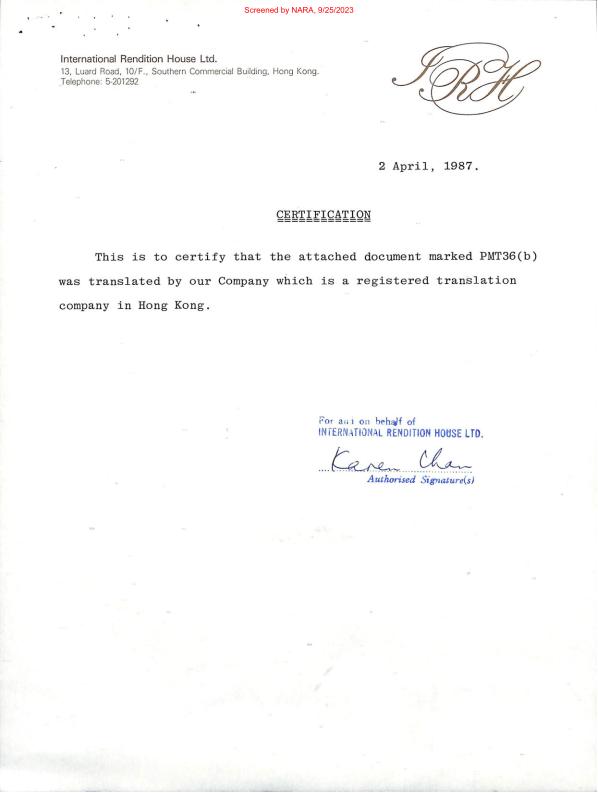 Screened by NARA, 9/25/2023
International Rendition House Ltd.
13, Luard Road, 10/F., Southern Commercial Building, Hong Kong.
Telephone: 5-201292
IRH
2 April, 1987.
CERTIFICATION
This is to certify that the attached document marked PMT36(b)
was translated by our Company which is a registered translation
company in Hong Kong.
For and on behalf of
INTERNATIONAL RENDITION HOUSE LTD.
Karen Chan
Authorised Signature(s)